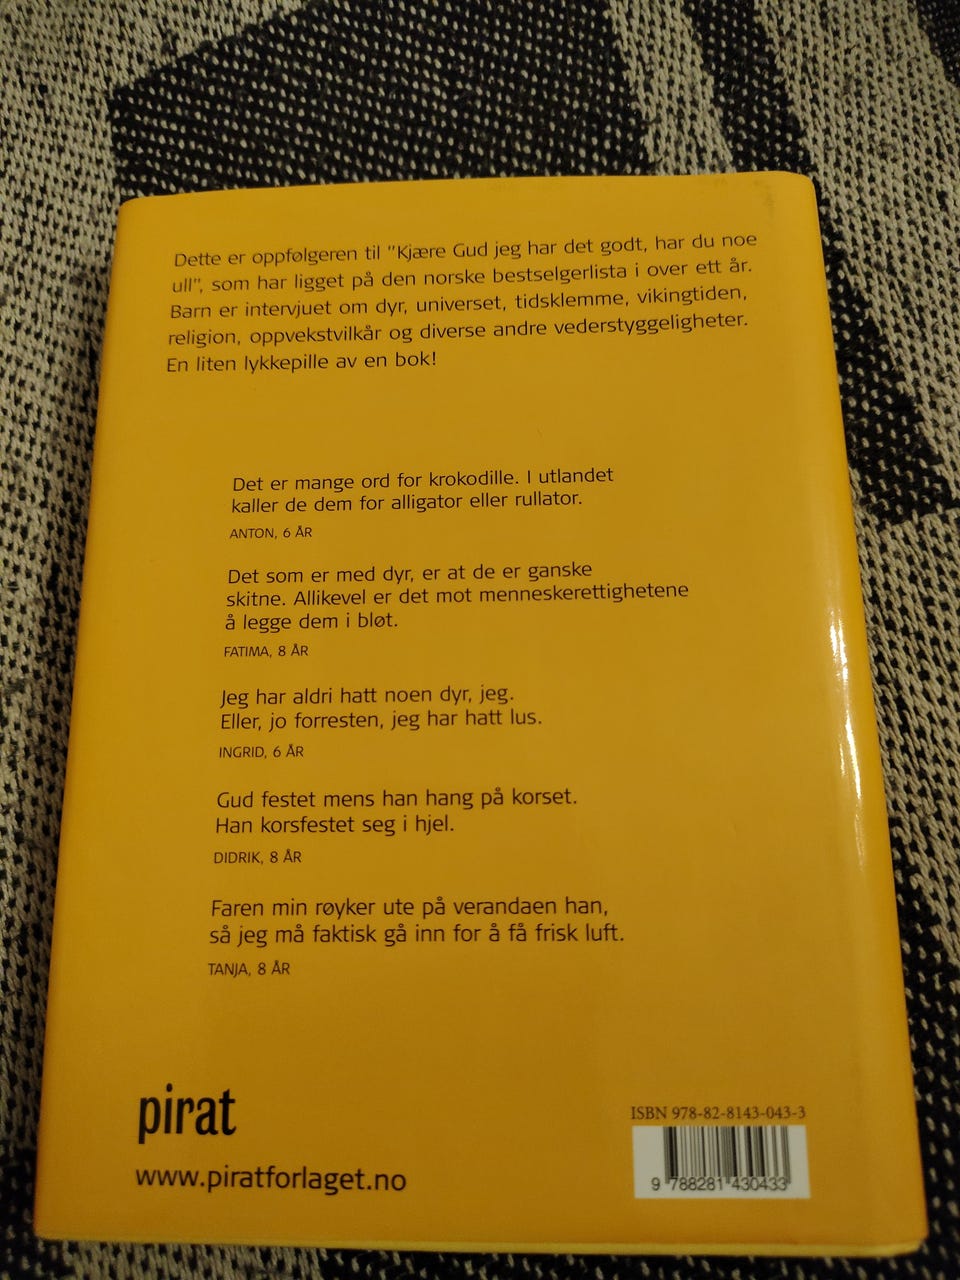 Dette er oppfølgeren til "Kjære Gud jeg har det godt, har du noe
ull", som har ligget på den norske bestselgerlista i over ett år.
Barn er intervjuet om dyr, universet, tidsklemme, vikingtiden,
religion, oppvekstvilkår og diverse andre vederstyggeligheter.
En liten lykkepille av en bok!
Det er mange ord for krokodille. I utlandet
kaller de dem for alligator eller rullator.
ANTON, 6 ÅR
Det som er med dyr, er at de er ganske
skitne. Allikevel er det mot menneskerettighetene
å legge dem i bløt.
FATIMA, 8 ÅR
Jeg har aldri hatt noen dyr, jeg.
Eller, jo forresten, jeg har hatt lus.
INGRID, 6 ÅR
Gud festet mens han hang på korset.
Han korsfestet seg i hjel.
DIDRIK, 8 ÅR
Faren min røyker ute på verandaen han,
så jeg må faktisk gå inn for å få frisk luft.
TANJA, 8 ÅR
pirat
www.piratforlaget.no
ISBN 978-82-8143-043-3
9 788281 430433